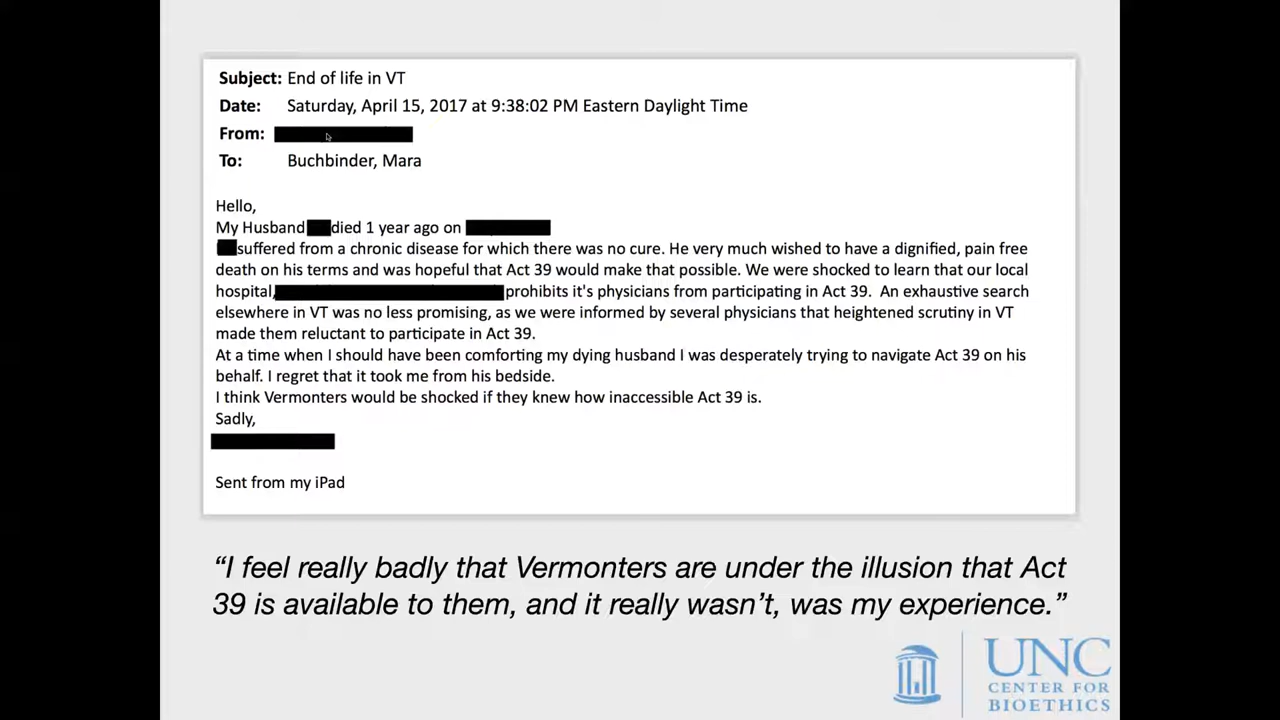 Subject: End of life in VT
Date: Saturday, April 15, 2017 at 9:38:02 PM Eastern Daylight Time
From:
To: Buchbinder, Mara
Hello,
My Husband died 1 year ago on
suffered from a chronic disease for which there was no cure. He very much wished to have a dignified, pain free
death on his terms and was hopeful that Act 39 would make that possible. We were shocked to learn that our local
hospital, prohibits it's physicians from participating in Act 39. An exhaustive search
elsewhere in VT was no less promising, as we were informed by several physicians that heightened scrutiny in VT
made them reluctant to participate in Act 39.
At a time when I should have been comforting my dying husband I was desperately trying to navigate Act 39 on his
behalf. I regret that it took me from his bedside.
I think Vermonters would be shocked if they knew how inaccessible Act 39 is.
Sadly,
Sent from my iPad
“I feel really badly that Vermonters are under the illusion that Act
39 is available to them, and it really wasn’t, was my experience.”
UNC
CENTER FOR
BIOETHICS